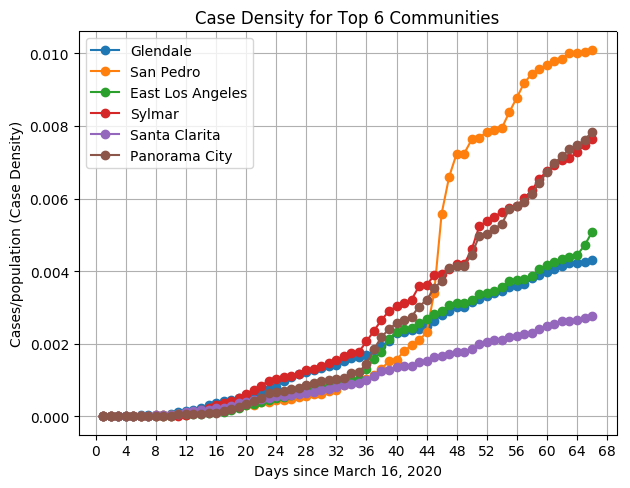 Case Density for Top 6 Communities
Glendale
San Pedro
East Los Angeles
Sylmar
Santa Clarita
Panorama City
0.010
0.008
0.006
0.004
0.002
0.000
Cases/population (Case Density)
0 4 8 12 16 20 24 28 32 36 40 44 48 52 56 60 64 68
Days since March 16, 2020